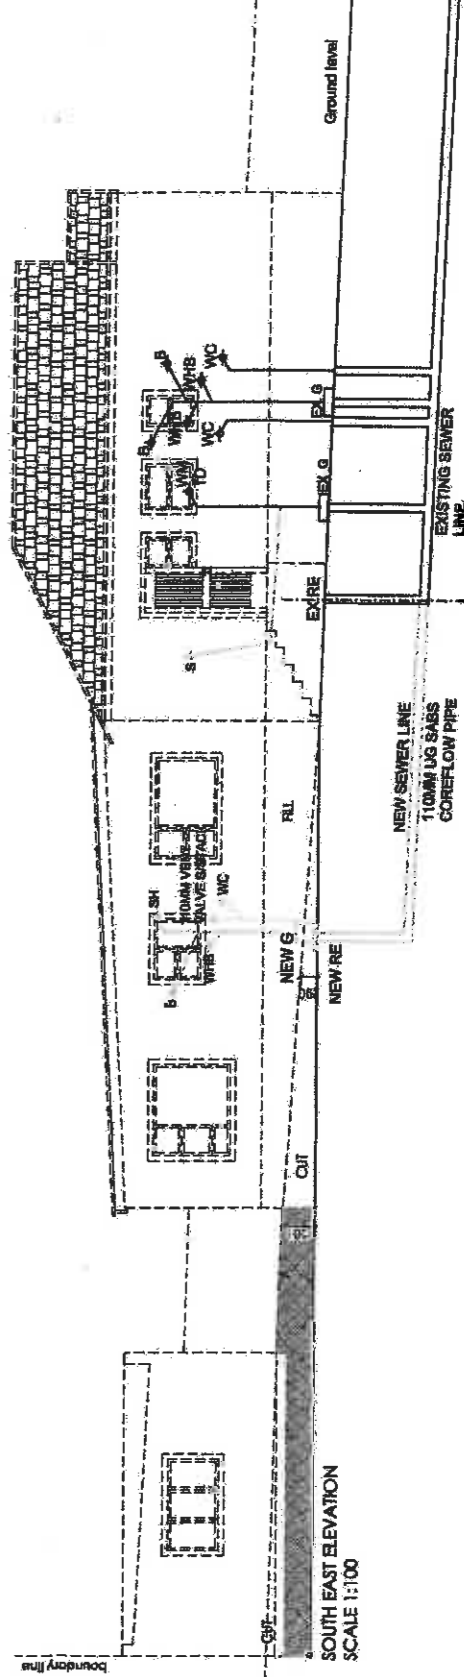 boundary line
CUT
SOUTH EAST ELEVATION
SCALE 1:100
CUT
B
SH
110MM VENT
VALVE S/STACK
WHB
WC
NEW G
NEW RE
FILL
NEW SEWER LINE
110MM UG SABS
COREFLOW PIPE
S
EX RE
EX G
EX G
EXISTING SEWER
LINE
WM
TD
B
WHB
WC
B
WHB
WC
Ground level